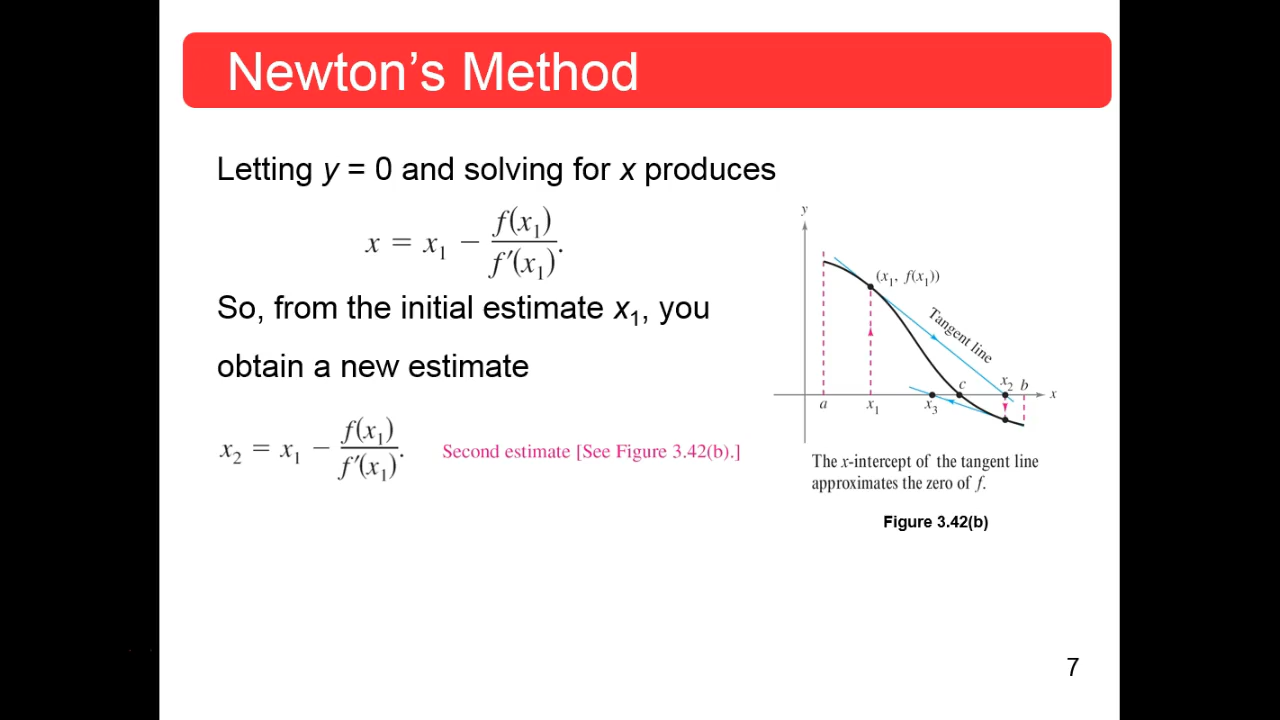 Newton's Method
Letting y = 0 and solving for x produces
x = x₁ − f(x₁)/f′(x₁).
So, from the initial estimate x₁, you
obtain a new estimate
x₂ = x₁ − f(x₁)/f′(x₁). Second estimate [See Figure 3.42(b).]
y
(x₁, f(x₁))
Tangent line
a x₁ x₃ c x₂ b x
The x-intercept of the tangent line
approximates the zero of f.
Figure 3.42(b)
7